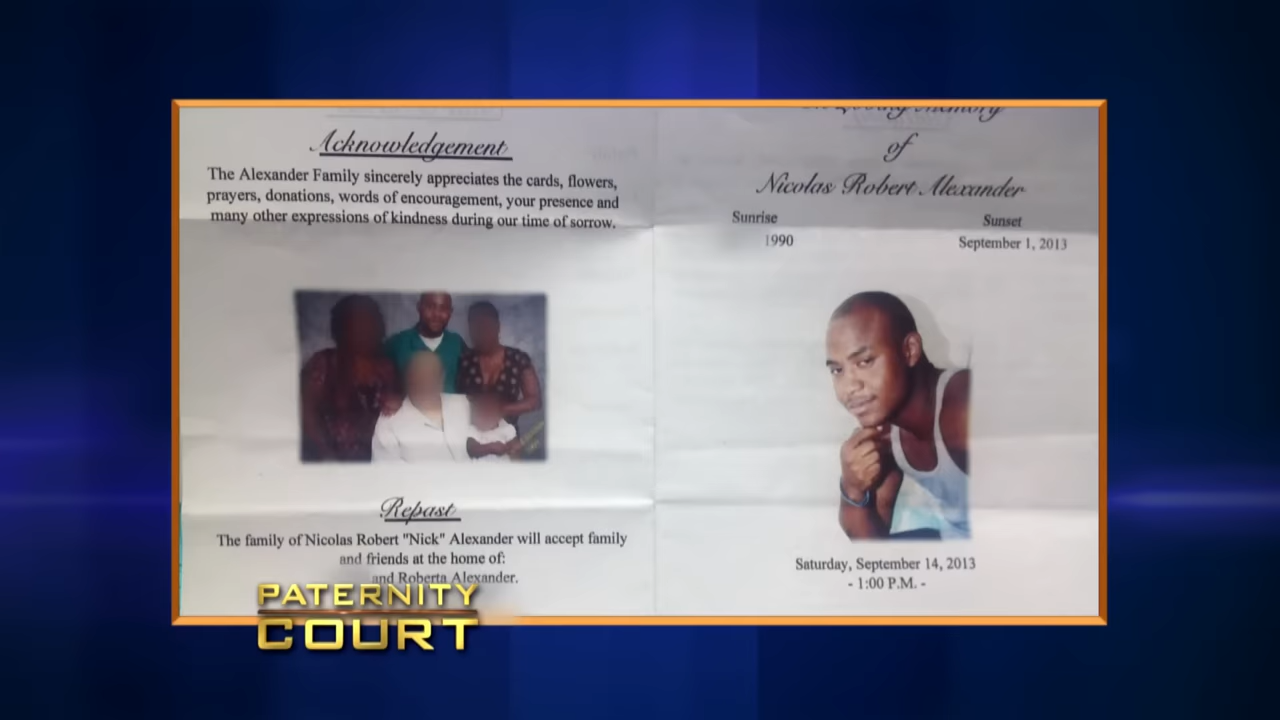 Acknowledgement
The Alexander Family sincerely appreciates the cards, flowers,
prayers, donations, words of encouragement, your presence and
many other expressions of kindness during our time of sorrow.
Repast
The family of Nicolas Robert "Nick" Alexander will accept family
and friends at the home of:
and Roberta Alexander.
In Loving Memory
of
Nicolas Robert Alexander
Sunrise
1990
Sunset
September 1, 2013
Saturday, September 14, 2013
- 1:00 P.M. -
PATERNITY
COURT